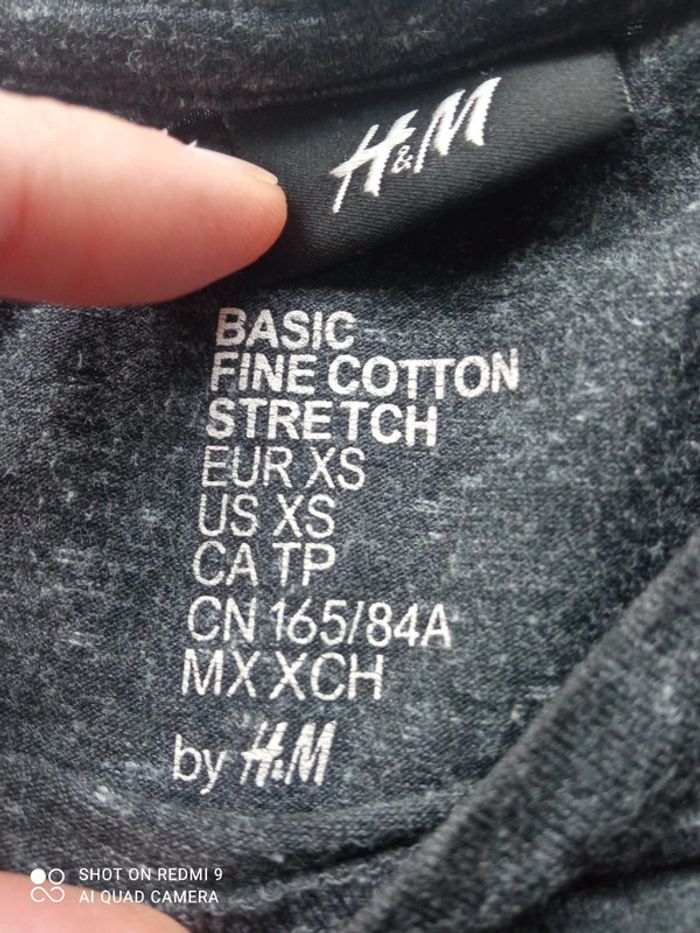 H&M
BASIC
FINE COTTON
STRETCH
EUR XS
US XS
CA TP
CN 165/84A
MX XCH
by H&M
SHOT ON REDMI 9
AI QUAD CAMERA